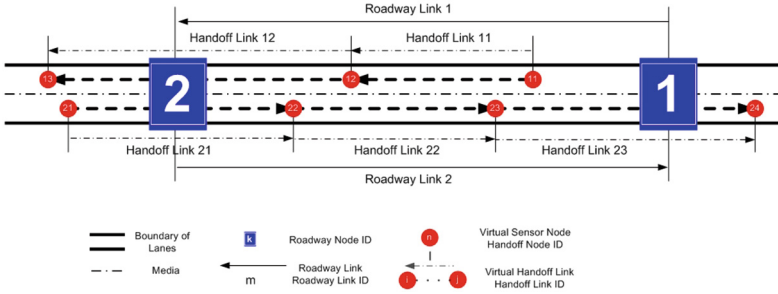 Roadway Link 1
Handoff Link 12
Handoff Link 11
13
12
11
2
1
21
22
23
24
Handoff Link 21
Handoff Link 22
Handoff Link 23
Roadway Link 2
Boundary of
Lanes
Media
k
Roadway Node ID
m
Roadway Link
Roadway Link ID
n
Virtual Sensor Node
Handoff Node ID
i
j
Virtual Handoff Link
Handoff Link ID